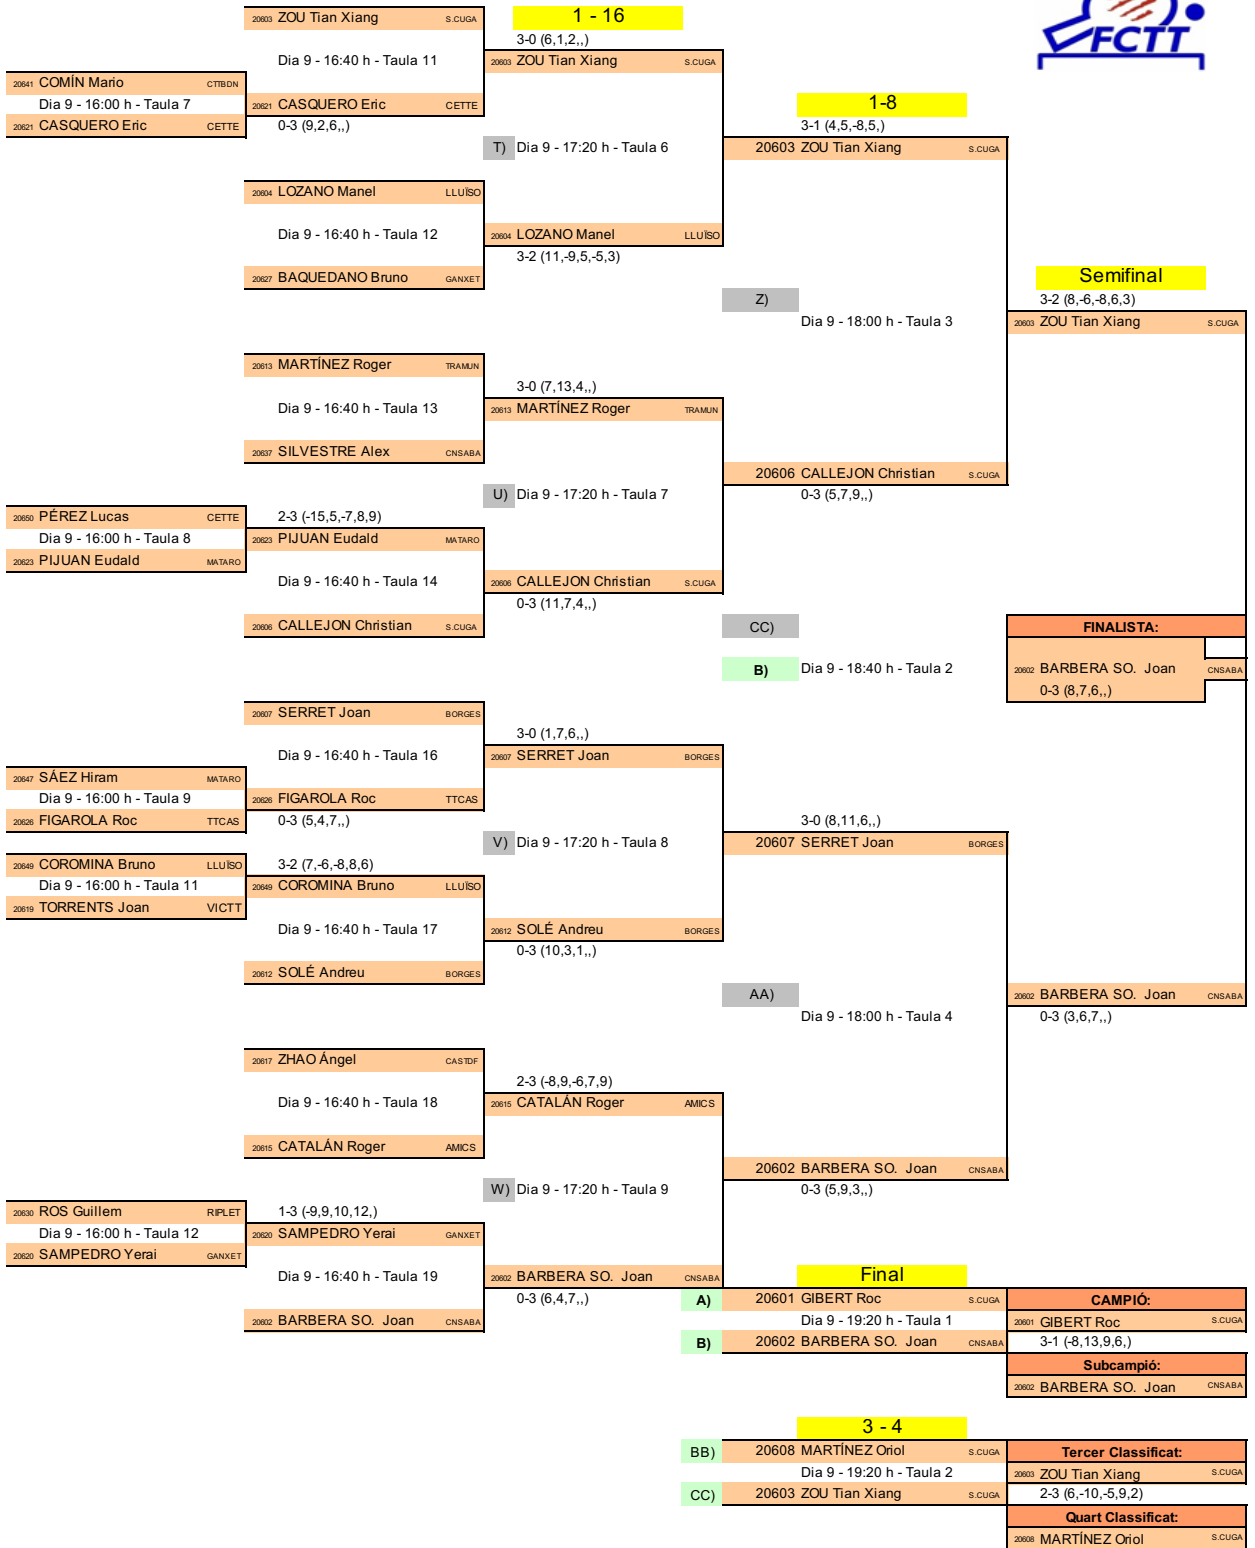 FCTT
20603 ZOU Tian Xiang S.CUGA
1 - 16
3-0 (6,1,2,,)
Dia 9 - 16:40 h - Taula 11
20603 ZOU Tian Xiang S.CUGA
20641 COMÍN Mario CTTBDN
Dia 9 - 16:00 h - Taula 7
20621 CASQUERO Eric CETTE
1-8
20621 CASQUERO Eric CETTE
0-3 (9,2,6,,)
3-1 (4,5,-8,5,)
T) Dia 9 - 17:20 h - Taula 6
20603 ZOU Tian Xiang S.CUGA
20604 LOZANO Manel LLUÏSO
Dia 9 - 16:40 h - Taula 12
20604 LOZANO Manel LLUÏSO
3-2 (11,-9,5,-5,3)
20627 BAQUEDANO Bruno GANXET
Semifinal
Z)
3-2 (8,-6,-8,6,3)
Dia 9 - 18:00 h - Taula 3
20603 ZOU Tian Xiang S.CUGA
20613 MARTÍNEZ Roger TRAMUN
3-0 (7,13,4,,)
Dia 9 - 16:40 h - Taula 13
20613 MARTÍNEZ Roger TRAMUN
20637 SILVESTRE Alex CNSABA
20606 CALLEJON Christian S.CUGA
U) Dia 9 - 17:20 h - Taula 7
0-3 (5,7,9,,)
20650 PÉREZ Lucas CETTE
2-3 (-15,5,-7,8,9)
Dia 9 - 16:00 h - Taula 8
20623 PIJUAN Eudald MATARO
20623 PIJUAN Eudald MATARO
Dia 9 - 16:40 h - Taula 14
20606 CALLEJON Christian S.CUGA
0-3 (11,7,4,,)
20606 CALLEJON Christian S.CUGA
CC)
FINALISTA:
B) Dia 9 - 18:40 h - Taula 2
20602 BARBERA SO. Joan CNSABA
0-3 (8,7,6,,)
20607 SERRET Joan BORGES
3-0 (1,7,6,,)
Dia 9 - 16:40 h - Taula 16
20607 SERRET Joan BORGES
20647 SÁEZ Hiram MATARO
Dia 9 - 16:00 h - Taula 9
20626 FIGAROLA Roc TTCAS
20626 FIGAROLA Roc TTCAS
0-3 (5,4,7,,)
3-0 (8,11,6,,)
V) Dia 9 - 17:20 h - Taula 8
20607 SERRET Joan BORGES
20649 COROMINA Bruno LLUÏSO
3-2 (7,-6,-8,8,6)
Dia 9 - 16:00 h - Taula 11
20649 COROMINA Bruno LLUÏSO
20619 TORRENTS Joan VICTT
Dia 9 - 16:40 h - Taula 17
20612 SOLÉ Andreu BORGES
0-3 (10,3,1,,)
20612 SOLÉ Andreu BORGES
AA)
20602 BARBERA SO. Joan CNSABA
Dia 9 - 18:00 h - Taula 4
0-3 (3,6,7,,)
20617 ZHAO Ángel CASTDF
2-3 (-8,9,-6,7,9)
Dia 9 - 16:40 h - Taula 18
20615 CATALÁN Roger AMICS
20615 CATALÁN Roger AMICS
20602 BARBERA SO. Joan CNSABA
W) Dia 9 - 17:20 h - Taula 9
0-3 (5,9,3,,)
20630 ROS Guillem RIPLET
1-3 (-9,9,10,12,)
Dia 9 - 16:00 h - Taula 12
20620 SAMPEDRO Yerai GANXET
20620 SAMPEDRO Yerai GANXET
Dia 9 - 16:40 h - Taula 19
20602 BARBERA SO. Joan CNSABA
Final
0-3 (6,4,7,,)
A) 20601 GIBERT Roc S.CUGA
CAMPIÓ:
20602 BARBERA SO. Joan CNSABA
Dia 9 - 19:20 h - Taula 1
20601 GIBERT Roc S.CUGA
B) 20602 BARBERA SO. Joan CNSABA
3-1 (-8,13,9,6,)
Subcampió:
20602 BARBERA SO. Joan CNSABA
3 - 4
BB) 20608 MARTÍNEZ Oriol S.CUGA
Tercer Classificat:
Dia 9 - 19:20 h - Taula 2
20603 ZOU Tian Xiang S.CUGA
CC) 20603 ZOU Tian Xiang S.CUGA
2-3 (6,-10,-5,9,2)
Quart Classificat:
20608 MARTÍNEZ Oriol S.CUGA